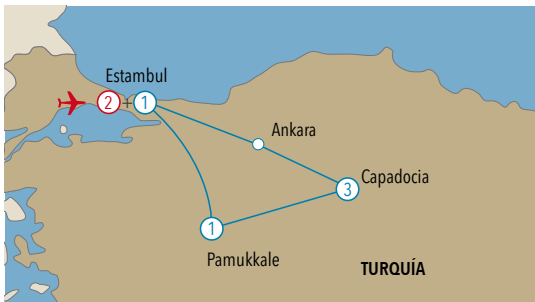 Estambul
2 + 1
Ankara
Capadocia
3
1
Pamukkale
TURQUÍA